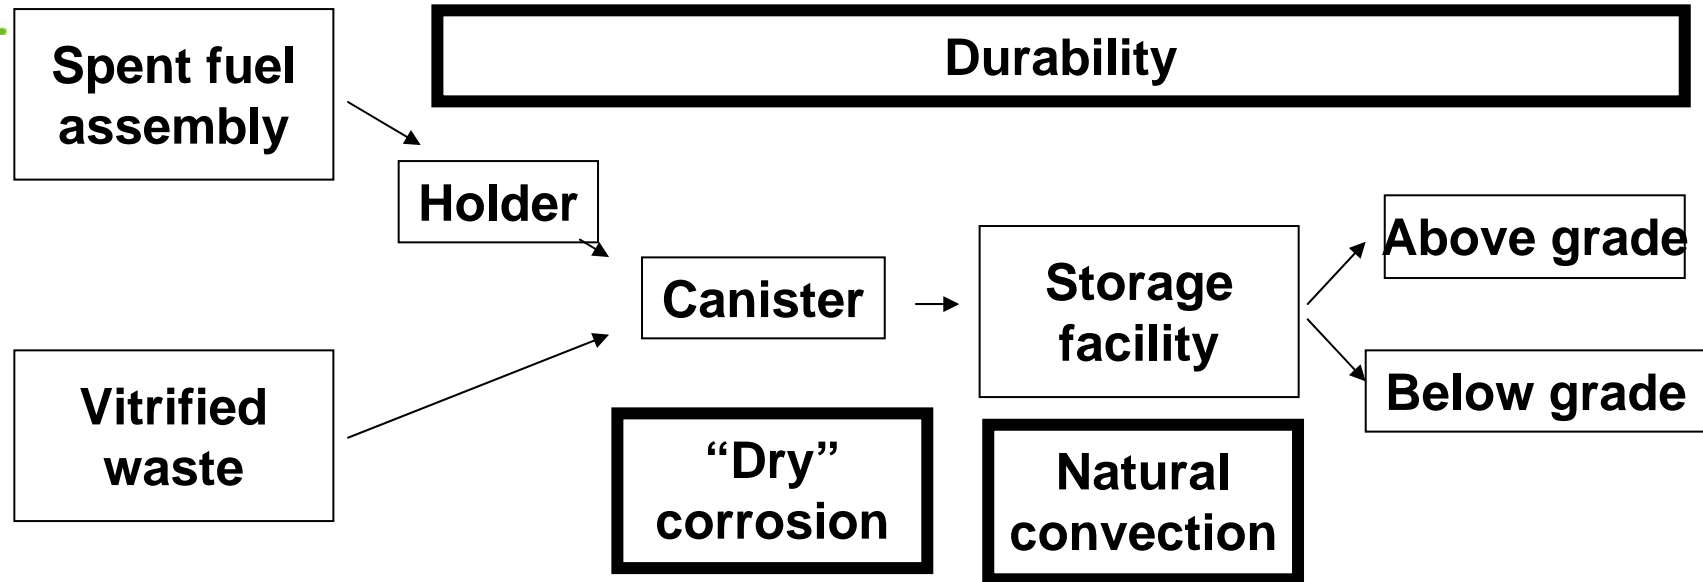 Spent fuel
assembly
Durability
Holder
Canister
Storage
facility
Above grade
Below grade
Vitrified
waste
“Dry”
corrosion
Natural
convection